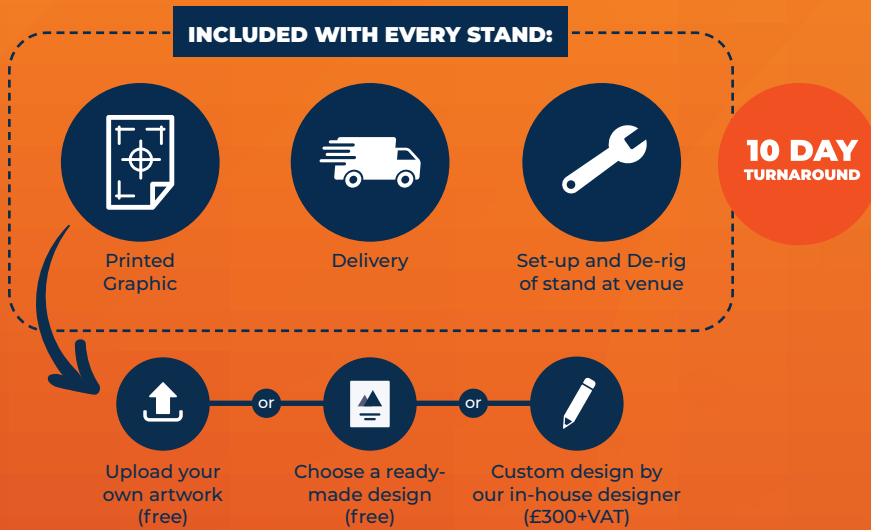 INCLUDED WITH EVERY STAND:
Printed
Graphic
Delivery
Set-up and De-rig
of stand at venue
10 DAY
TURNAROUND
or
or
Upload your
own artwork
(free)
Choose a ready-
made design
(free)
Custom design by
our in-house designer
(£300+VAT)